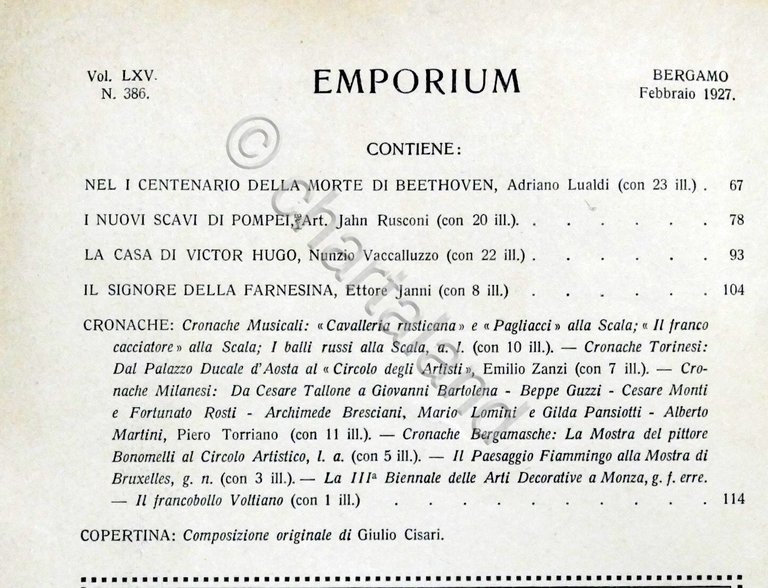 Vol. LXV. EMPORIUM BERGAMO
N. 386. Febbraio 1927.
CONTIENE:
NEL I CENTENARIO DELLA MORTE DI BEETHOVEN, Adriano Lualdi (con 23 ill.) . 67
I NUOVI SCAVI DI POMPEI, Art. Jahn Rusconi (con 20 ill.). . . . . . . 78
LA CASA DI VICTOR HUGO, Nunzio Vaccalluzzo (con 22 ill.) . . . . . . 93
IL SIGNORE DELLA FARNESINA, Ettore Janni (con 8 ill.) . . . . . . 104
CRONACHE: Cronache Musicali: « Cavalleria rusticana » e « Pagliacci » alla Scala; « Il franco
cacciatore » alla Scala; I balli russi alla Scala, a. l. (con 10 ill.). — Cronache Torinesi:
Dal Palazzo Ducale d'Aosta al « Circolo degli Artisti », Emilio Zanzi (con 7 ill.). — Cro-
nache Milanesi: Da Cesare Tallone a Giovanni Bartolena - Beppe Guzzi - Cesare Monti
e Fortunato Rosti - Archimede Bresciani, Mario Lomini e Gilda Pansiotti - Alberto
Martini, Piero Torriano (con 11 ill.). — Cronache Bergamasche: La Mostra del pittore
Bonomelli al Circolo Artistico, l. a. (con 5 ill.). — Il Paesaggio Fiammingo alla Mostra di
Bruxelles, g. n. (con 3 ill.). — La IIIª Biennale delle Arti Decorative a Monza, g. f. erre.
— Il francobollo Voltiano (con 1 ill.) . . . . . . . . . . 114
COPERTINA: Composizione originale di Giulio Cisari.
© chartaland